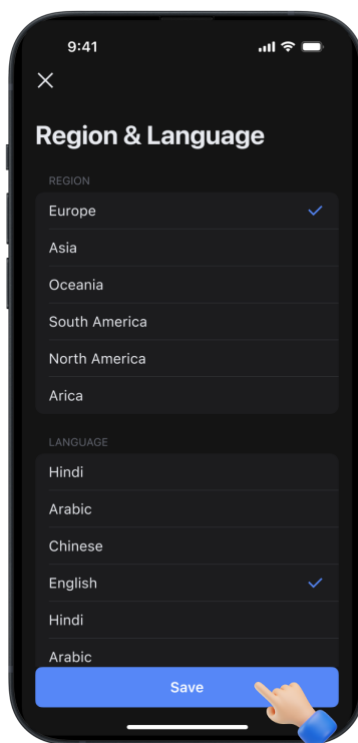 9:41
Region & Language
REGION
Europe
Asia
Oceania
South America
North America
Arica
LANGUAGE
Hindi
Arabic
Chinese
English
Hindi
Arabic
Save